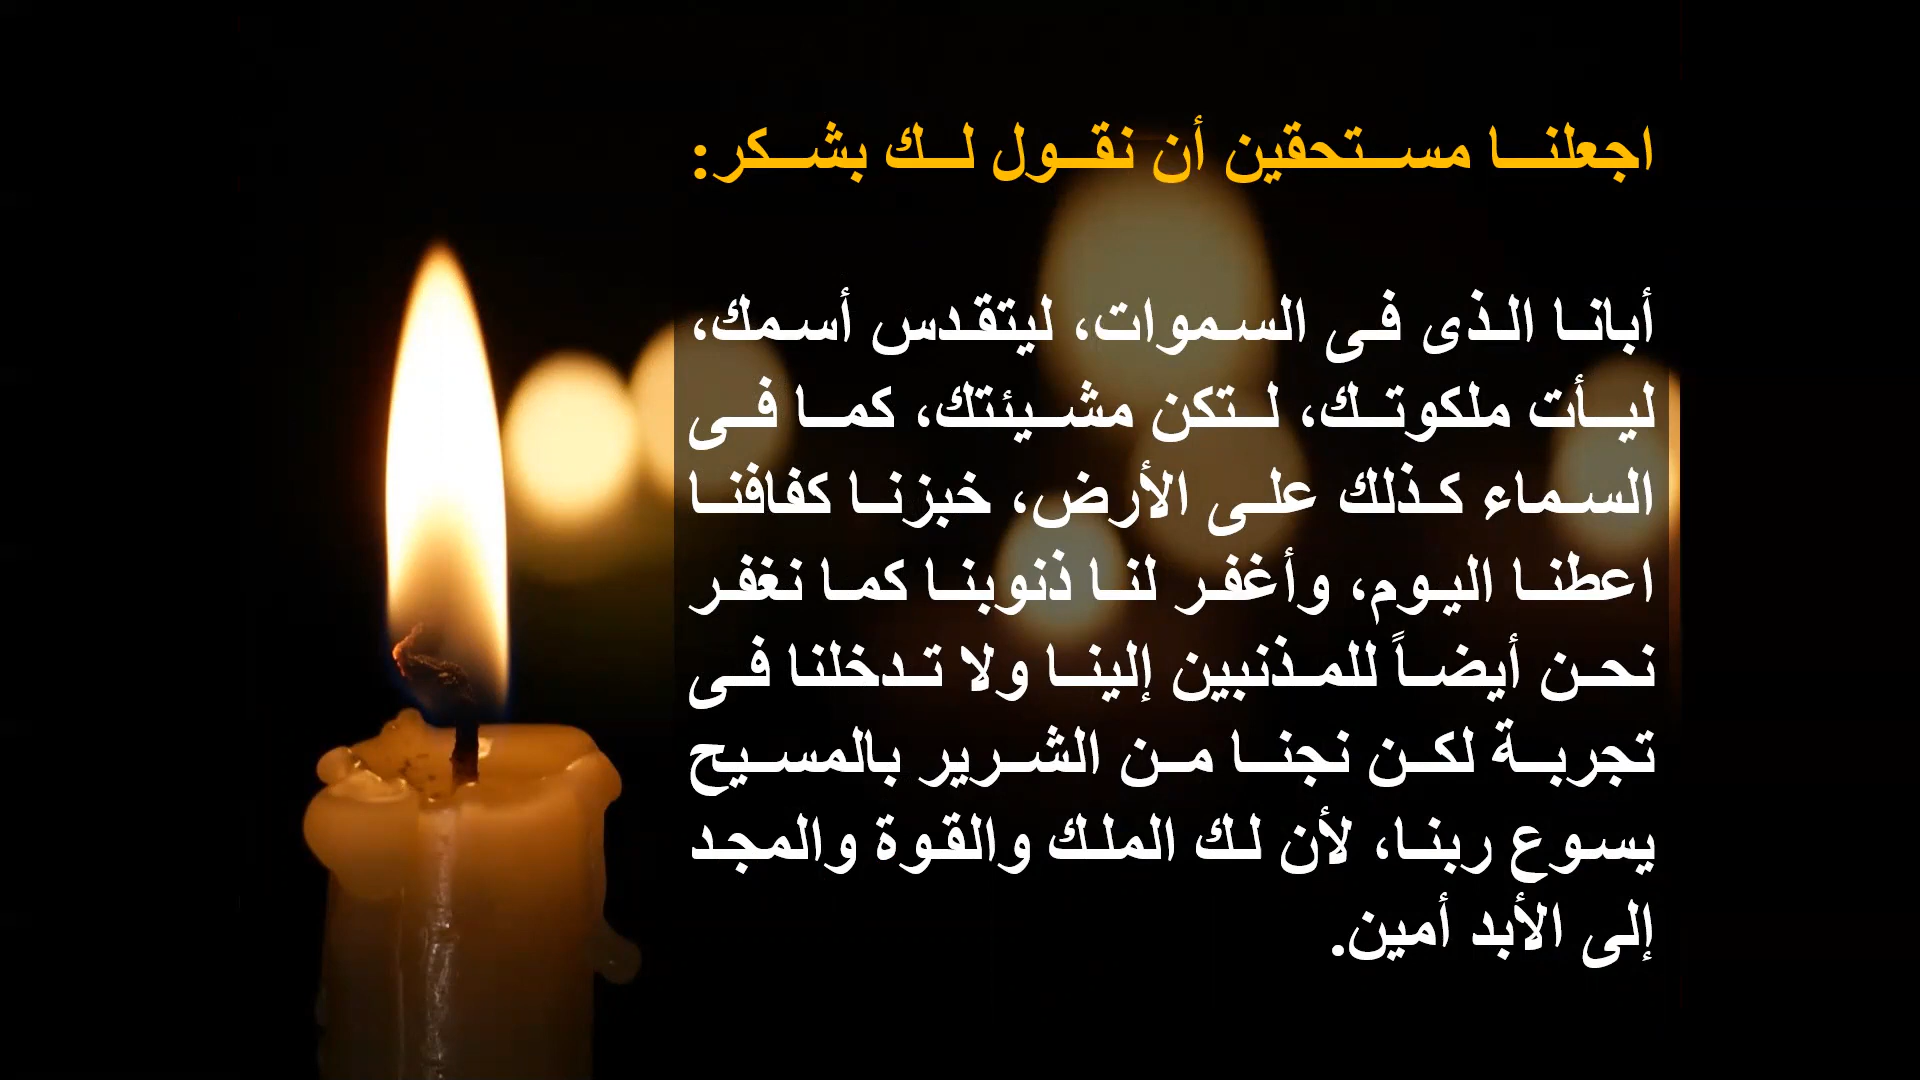 اجعلنا مستحقين أن نقول لك بشكر:
أبانا الذى فى السموات، ليتقدس أسمك،
ليأت ملكوتك، لتكن مشيئتك، كما فى
السماء كذلك على الأرض، خبزنا كفافنا
اعطنا اليوم، وأغفر لنا ذنوبنا كما نغفر
نحن أيضاً للمذنبين إلينا ولا تدخلنا فى
تجربة لكن نجنا من الشرير بالمسيح
يسوع ربنا، لأن لك الملك والقوة والمجد
إلى الأبد أمين.